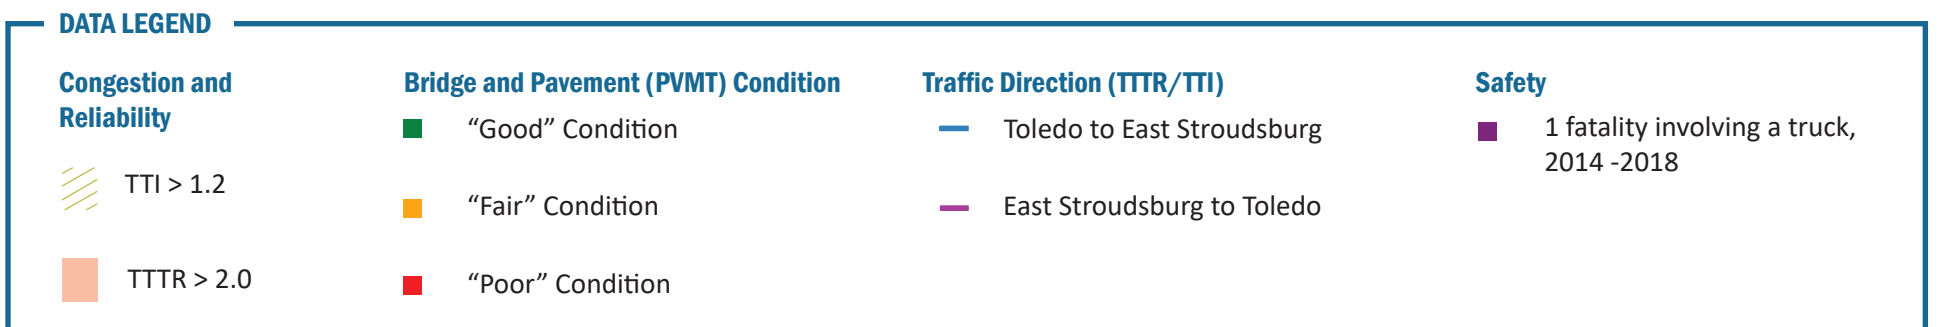 DATA LEGEND
Congestion and
Reliability
TTI > 1.2
TTTR > 2.0
Bridge and Pavement (PVMT) Condition
“Good” Condition
“Fair” Condition
“Poor” Condition
Traffic Direction (TTTR/TTI)
Toledo to East Stroudsburg
East Stroudsburg to Toledo
Safety
1 fatality involving a truck,
2014 -2018